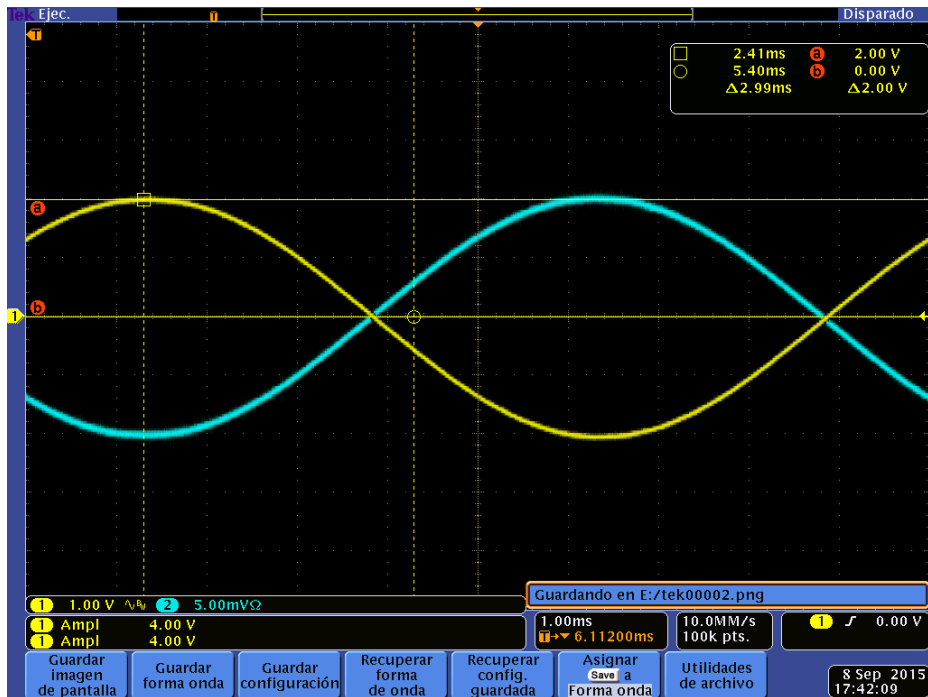 Tek Ejec.
T
Disparado
T
2.41ms a 2.00 V
5.40ms b 0.00 V
Δ2.99ms Δ2.00 V
a
b
1
Guardando en E:/tek00002.png
1 1.00 V BW 2 5.00mVΩ
1 Ampl 4.00 V
1 Ampl 4.00 V
1.00ms
T→▼ 6.11200ms
10.0MM/s
100k pts.
1 ƒ 0.00 V
Guardar
imagen
de pantalla
Guardar
forma onda
Guardar
configuración
Recuperar
forma
de onda
Recuperar
config.
guardada
Asignar
Save a
Forma onda
Utilidades
de archivo
8 Sep 2015
17:42:09